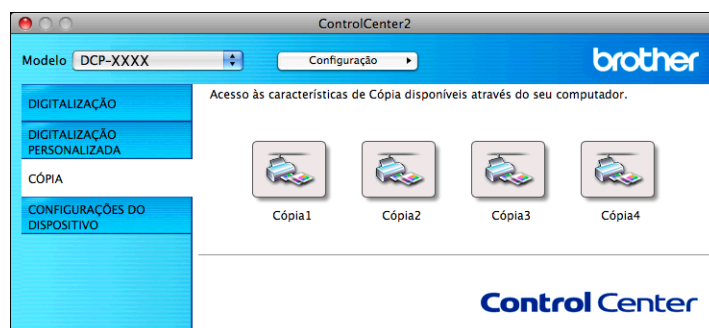 ControlCenter2
Modelo DCP-XXXX Configuração brother
DIGITALIZAÇÃO
DIGITALIZAÇÃO
PERSONALIZADA
CÓPIA
CONFIGURAÇÕES DO
DISPOSITIVO
Acesso às características de Cópia disponíveis através do seu computador.
Cópia1 Cópia2 Cópia3 Cópia4
Control Center